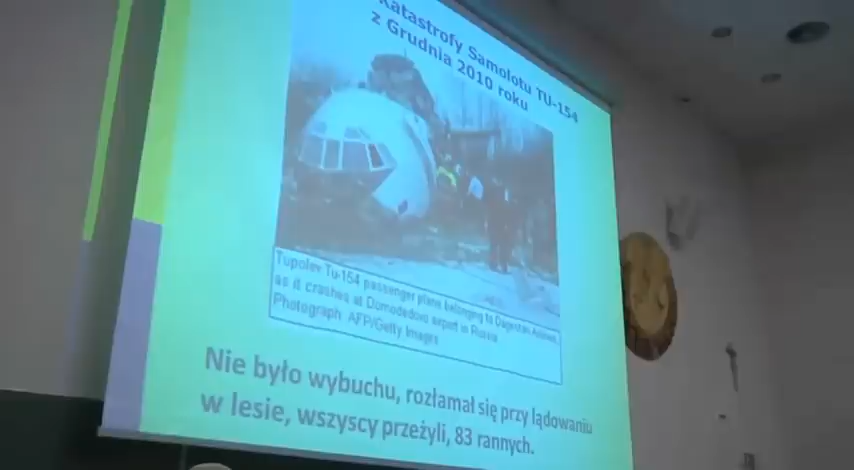 Katastrofy Samolotu TU-154
z Grudnia 2010 roku
Tupolev Tu-154 passenger plane belonging to Dagestan Airlines,
as it crashes at Domodedovo airport in Russia
Photograph AFP/Getty Images
Nie było wybuchu, rozłamał się przy lądowaniu
w lesie, wszyscy przeżyli, 83 rannych.